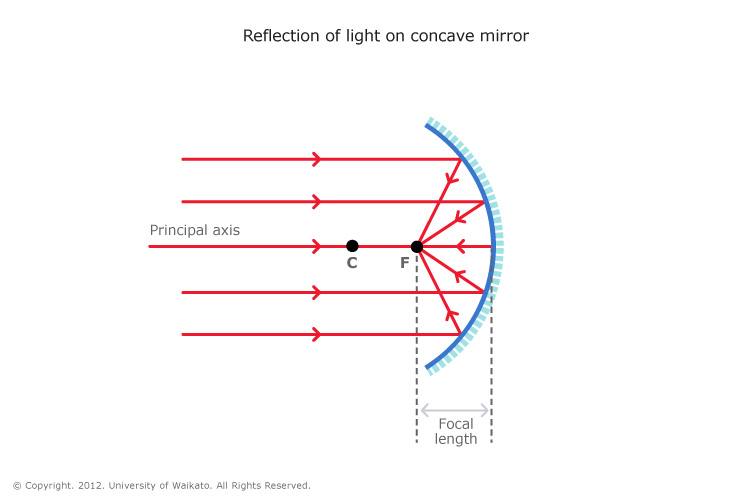 Reflection of light on concave mirror
Principal axis
C
F
Focal
length
© Copyright. 2012. University of Waikato. All Rights Reserved.